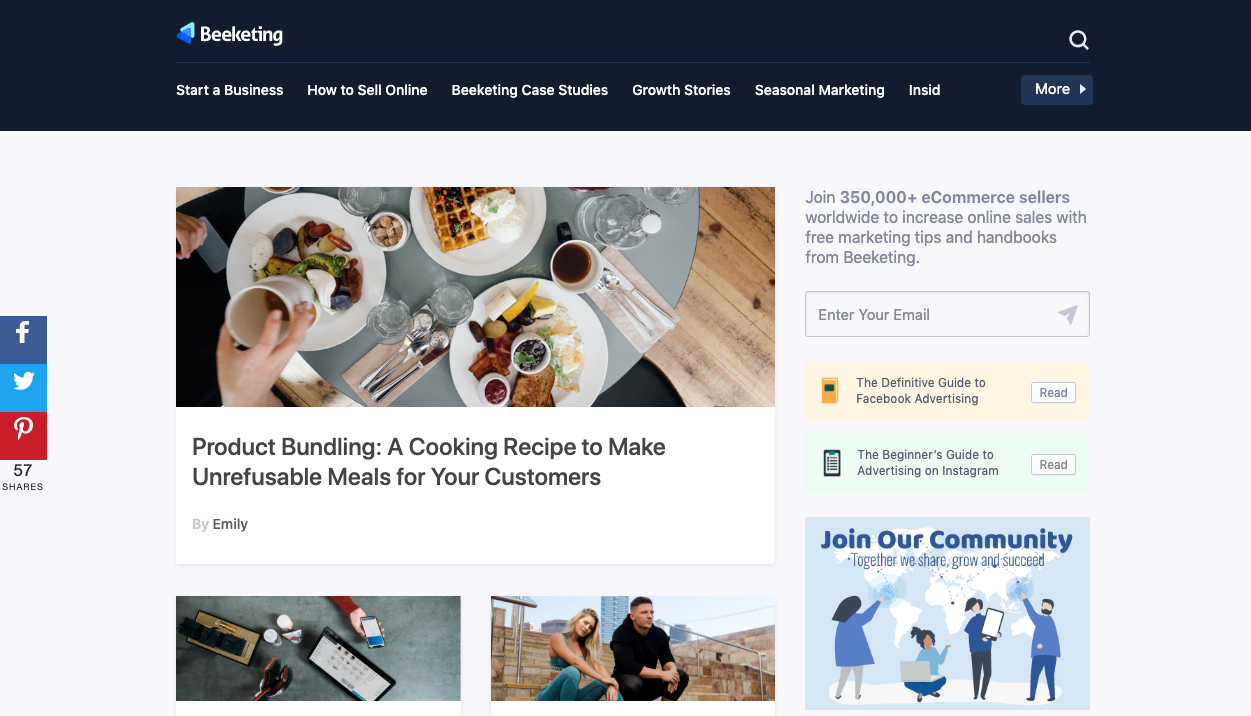 Beeketing
Start a Business
How to Sell Online
Beeketing Case Studies
Growth Stories
Seasonal Marketing
Insid
More
57
SHARES
Product Bundling: A Cooking Recipe to Make
Unrefusable Meals for Your Customers
By Emily
Join 350,000+ eCommerce sellers
worldwide to increase online sales with
free marketing tips and handbooks
from Beeketing.
Enter Your Email
The Definitive Guide to
Facebook Advertising
Read
The Beginner’s Guide to
Advertising on Instagram
Read
Join Our Community
Together we share, grow and succeed